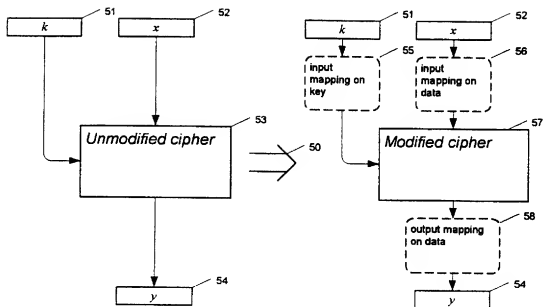 k 51
x 52
53
Unmodified cipher
54
y
50
k 51
x 52
55
input
mapping on
key
56
input
mapping on
data
57
Modified cipher
58
output mapping
on data
54
y